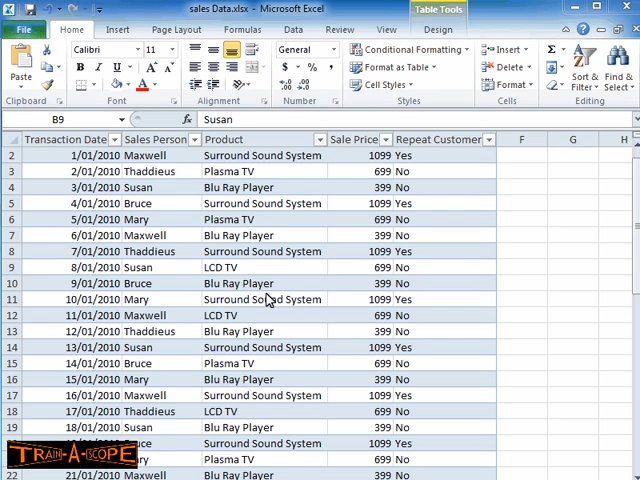 sales Data.xlsx - Microsoft Excel
Table Tools
File Home Insert Page Layout Formulas Data Review View Design
Paste
Clipboard
Calibri 11
B I U
Font
Alignment
General
$ % ,
Number
Conditional Formatting
Format as Table
Cell Styles
Styles
Insert
Delete
Format
Cells
Sort & Filter
Find & Select
Editing
B9 fx Susan
Transaction Date Sales Person Product Sale Price Repeat Customer F G H
2 1/01/2010 Maxwell Surround Sound System 1099 Yes
3 2/01/2010 Thaddieus Plasma TV 699 No
4 3/01/2010 Susan Blu Ray Player 399 No
5 4/01/2010 Bruce Surround Sound System 1099 Yes
6 5/01/2010 Mary Plasma TV 699 No
7 6/01/2010 Maxwell Blu Ray Player 399 No
8 7/01/2010 Thaddieus Surround Sound System 1099 Yes
9 8/01/2010 Susan LCD TV 699 No
10 9/01/2010 Bruce Blu Ray Player 399 No
11 10/01/2010 Mary Surround Sound System 1099 Yes
12 11/01/2010 Maxwell LCD TV 699 No
13 12/01/2010 Thaddieus Blu Ray Player 399 No
14 13/01/2010 Susan Surround Sound System 1099 Yes
15 14/01/2010 Bruce Plasma TV 699 No
16 15/01/2010 Mary Blu Ray Player 399 No
17 16/01/2010 Maxwell Surround Sound System 1099 Yes
18 17/01/2010 Thaddieus LCD TV 699 No
19 18/01/2010 Susan Blu Ray Player 399 No
Surround Sound System 1099 Yes
Plasma TV 699 No
22 21/01/2010 Maxwell Blu Ray Player 399 No
TRAIN-A-SCOPE